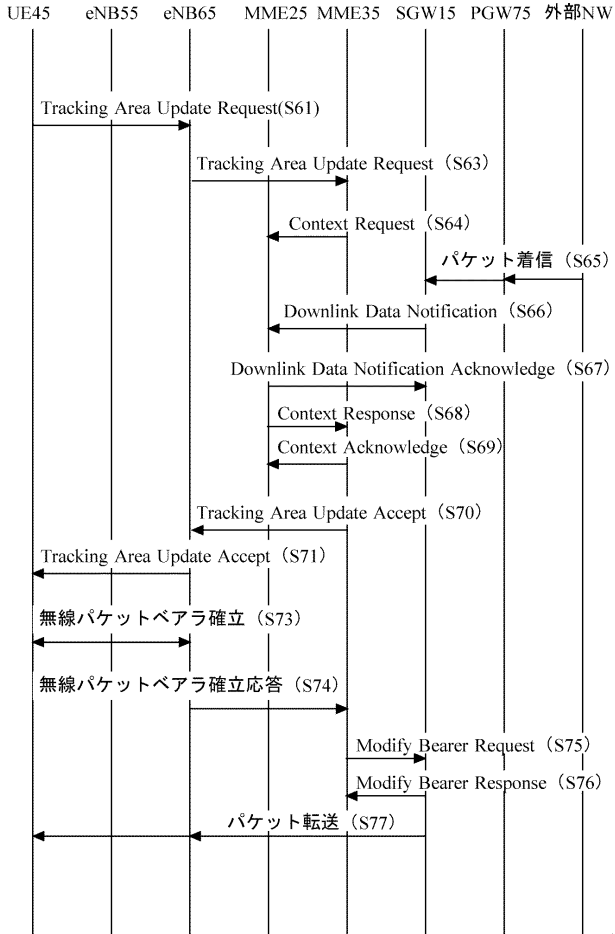 UE45 eNB55 eNB65 MME25 MME35 SGW15 PGW75 外部NW
Tracking Area Update Request(S61)
Tracking Area Update Request（S63）
Context Request（S64）
パケット着信（S65）
Downlink Data Notification（S66）
Downlink Data Notification Acknowledge（S67）
Context Response（S68）
Context Acknowledge（S69）
Tracking Area Update Accept（S70）
Tracking Area Update Accept（S71）
無線パケットベアラ確立（S73）
無線パケットベアラ確立応答（S74）
Modify Bearer Request（S75）
Modify Bearer Response（S76）
パケット転送（S77）